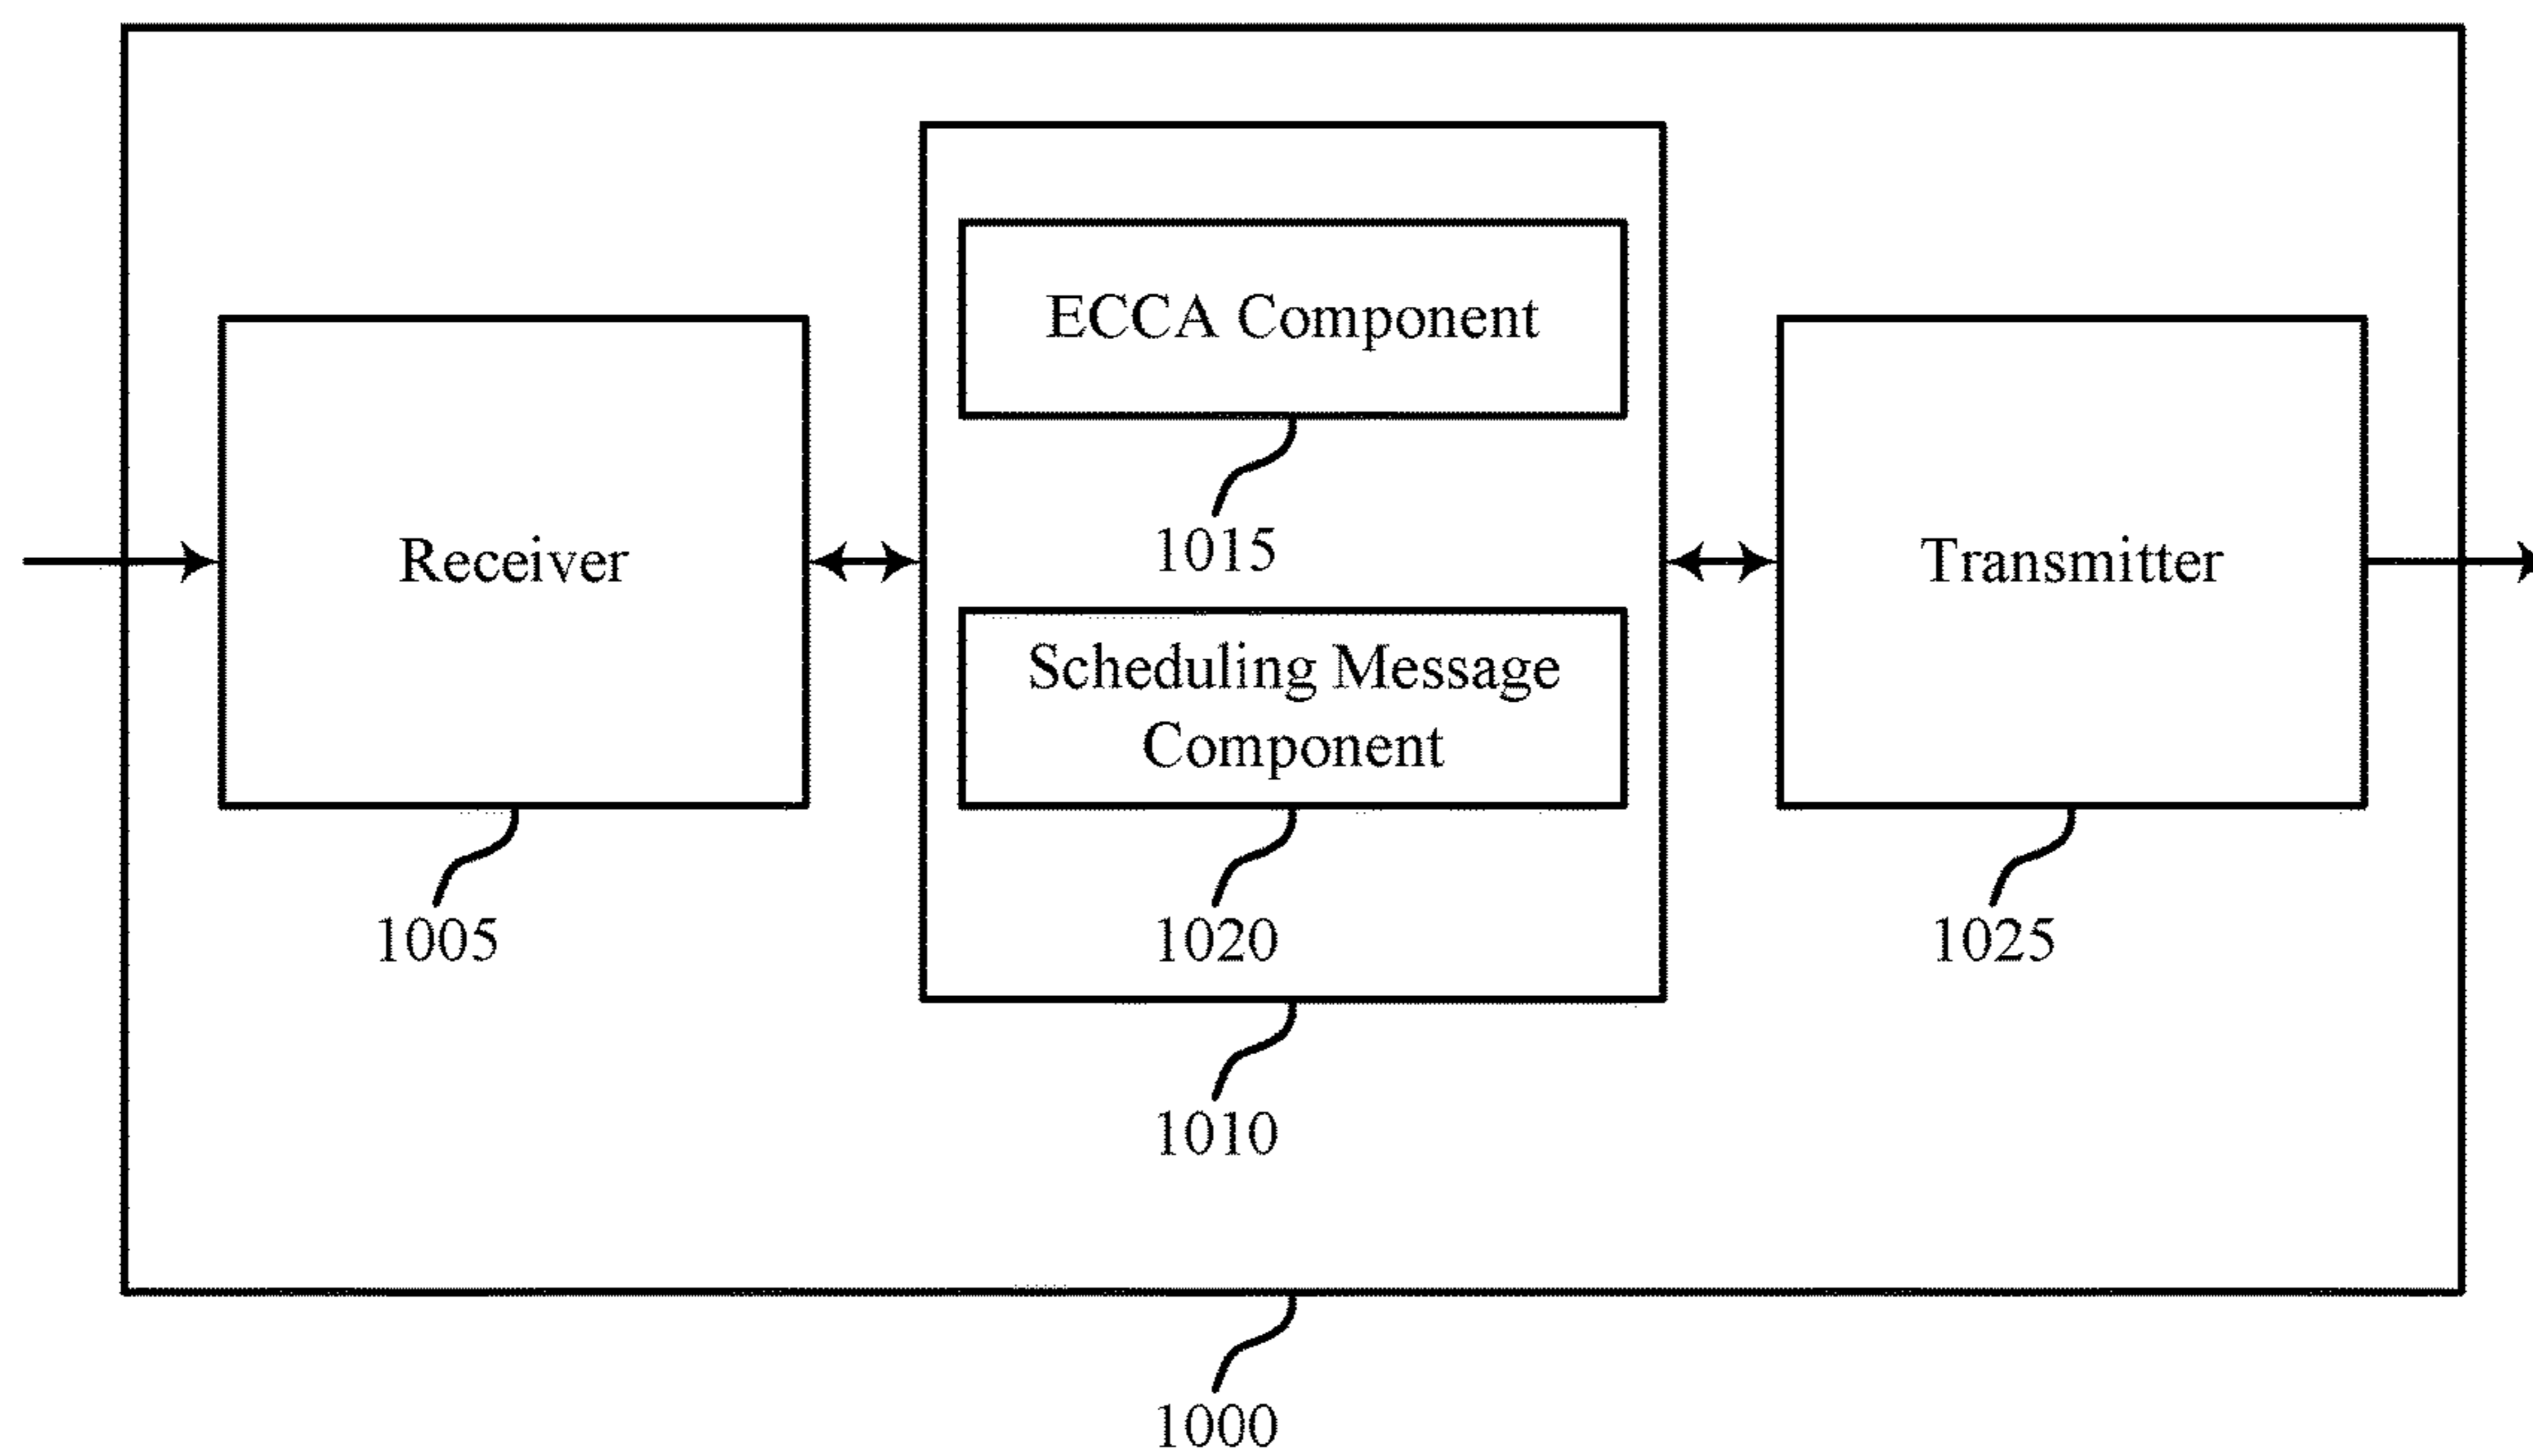 ECCA Component
1015
Receiver
Transmitter
Scheduling Message
Component
1005
1020
1025
1010
1000